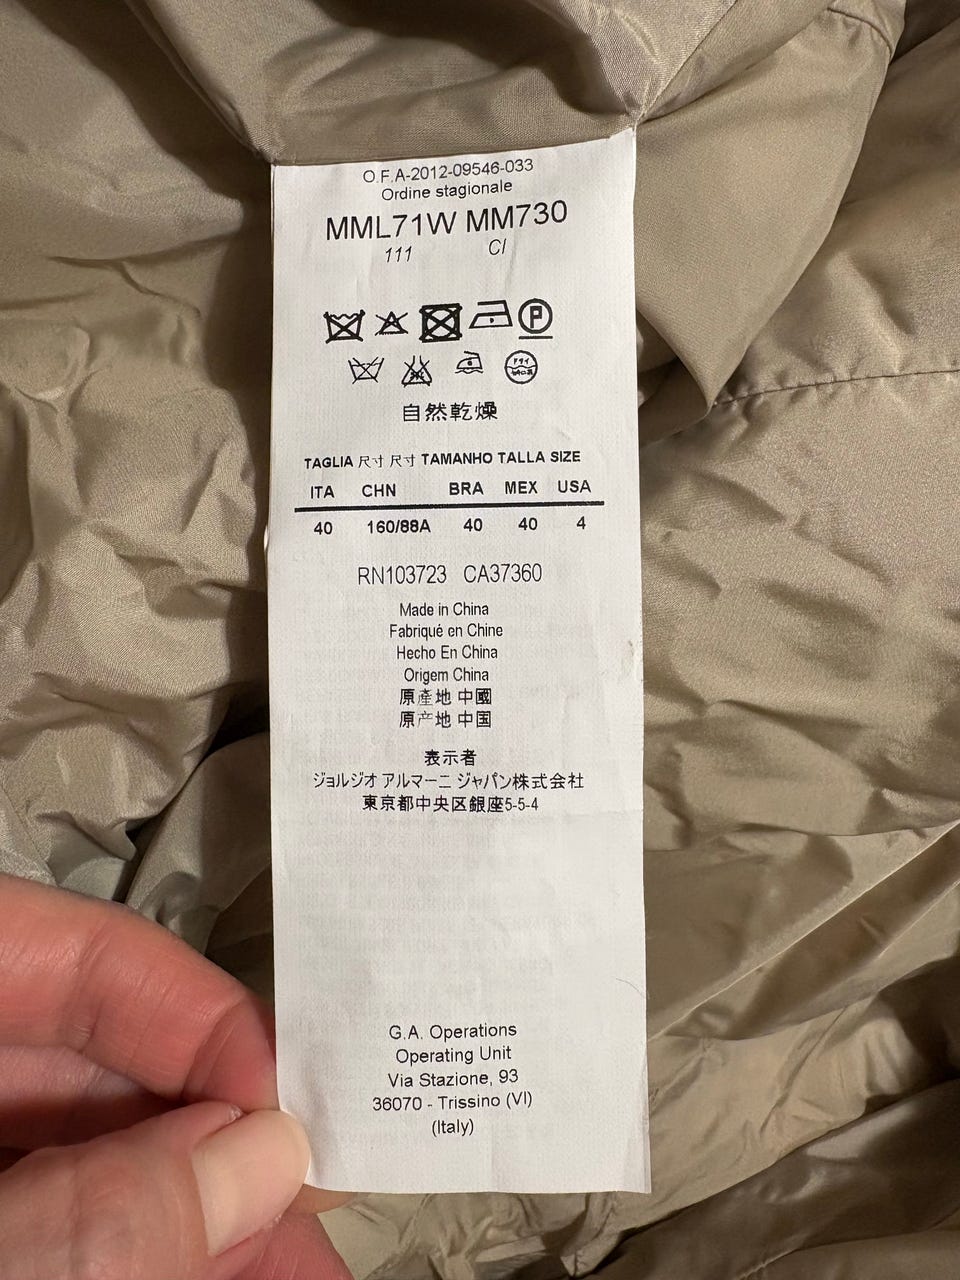 O.F.A-2012-09546-033
Ordine stagionale
MML71W MM730
111 CI
P
ドライ
自然乾燥
TAGLIA 尺寸 尺寸 TAMANHO TALLA SIZE
ITA CHN BRA MEX USA
40 160/88A 40 40 4
RN103723 CA37360
Made in China
Fabriqué en Chine
Hecho En China
Origem China
原產地 中國
原产地 中国
表示者
ジョルジオ アルマーニ ジャパン株式会社
東京都中央区銀座5-5-4
G.A. Operations
Operating Unit
Via Stazione, 93
36070 - Trissino (VI)
(Italy)